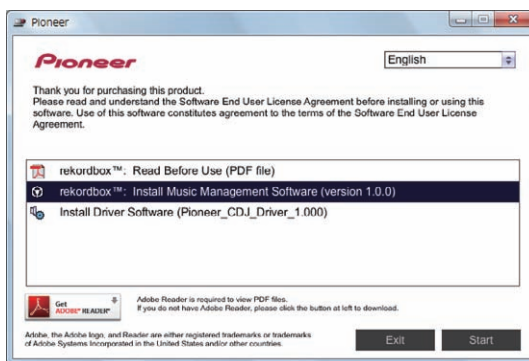 Pioneer
Pioneer
English
Thank you for purchasing this product.
Please read and understand the Software End User License Agreement before installing or using this
software. Use of this software constitutes agreement to the terms of the Software End User License
Agreement.
rekordbox™: Read Before Use (PDF file)
rekordbox™: Install Music Management Software (version 1.0.0)
Install Driver Software (Pioneer_CDJ_Driver_1.000)
Get
ADOBE® READER®
Adobe Reader is required to view PDF files.
If you do not have Adobe Reader, please click the button at left to download.
Adobe, the Adobe logo, and Reader are either registered trademarks or trademarks
of Adobe Systems Incorporated in the United States and/or other countries.
Exit
Start